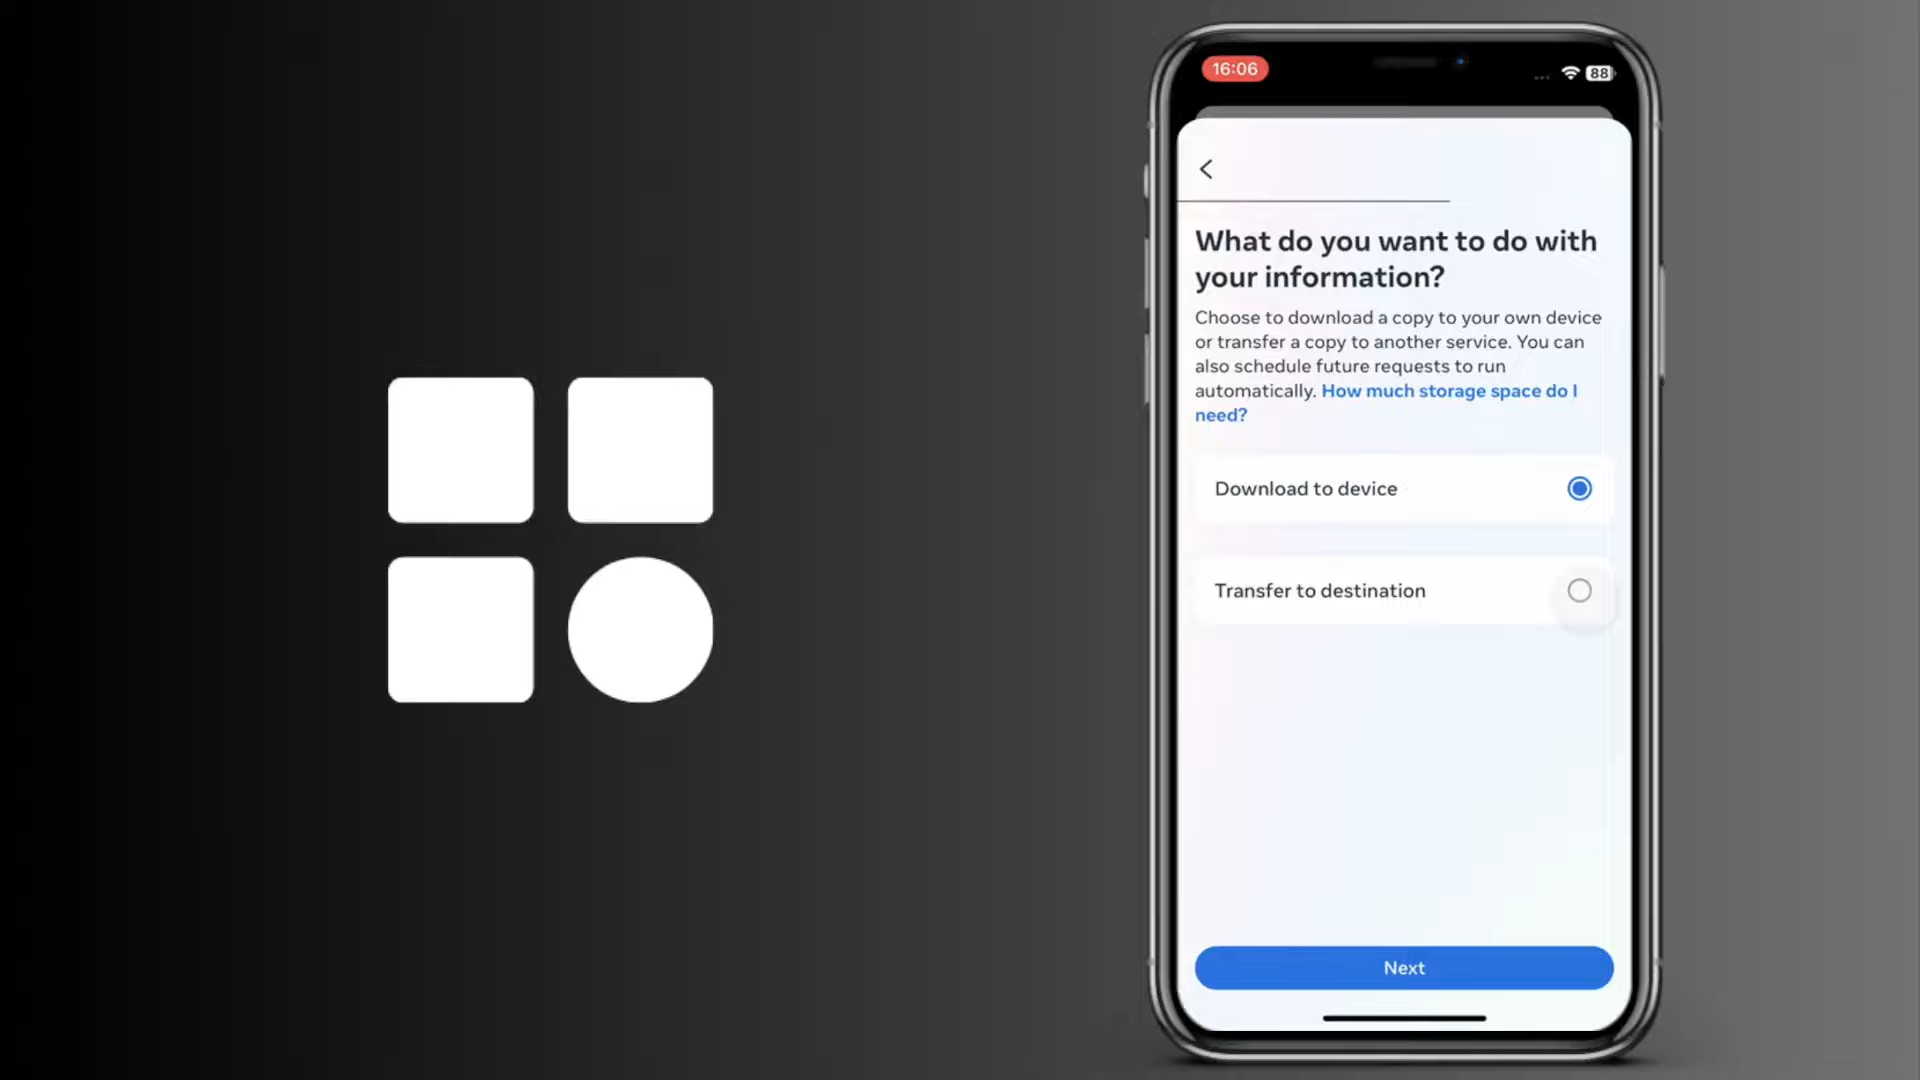 16:06
88
What do you want to do with
your information?
Choose to download a copy to your own device
or transfer a copy to another service. You can
also schedule future requests to run
automatically. How much storage space do I
need?
Download to device
Transfer to destination
Next